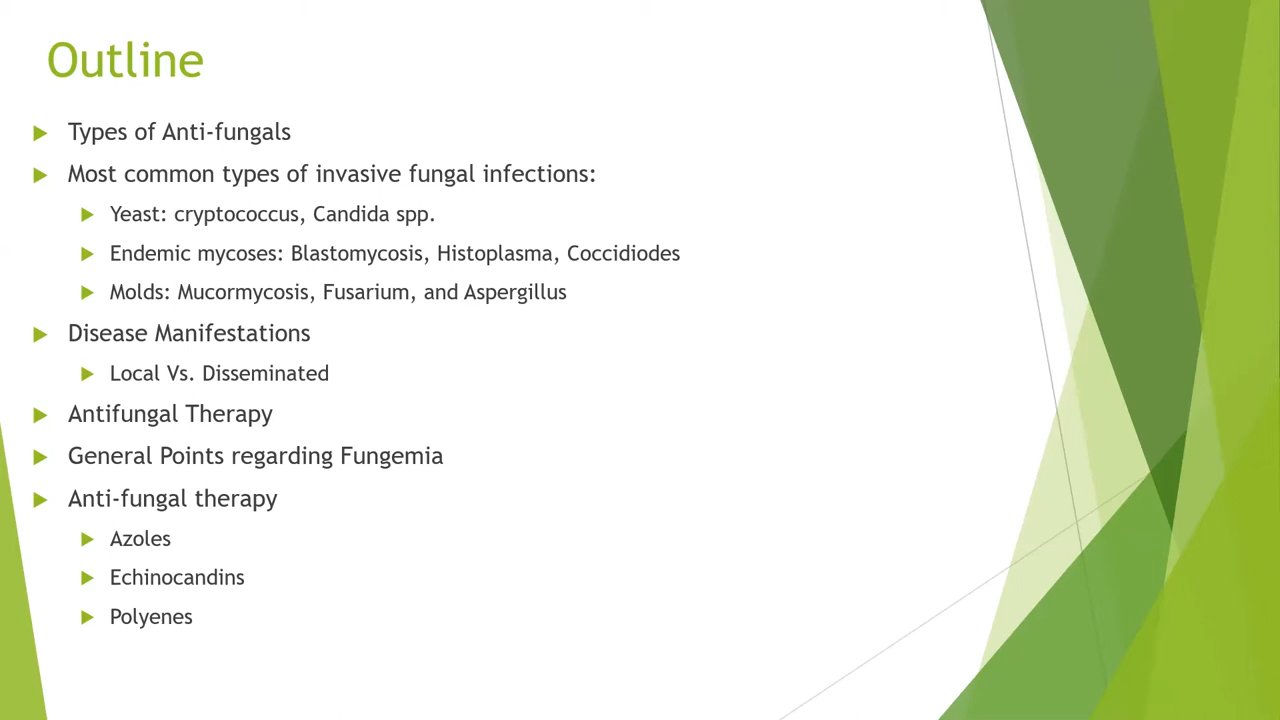 Outline
Types of Anti-fungals
Most common types of invasive fungal infections:
Yeast: cryptococcus, Candida spp.
Endemic mycoses: Blastomycosis, Histoplasma, Coccidiodes
Molds: Mucormycosis, Fusarium, and Aspergillus
Disease Manifestations
Local Vs. Disseminated
Antifungal Therapy
General Points regarding Fungemia
Anti-fungal therapy
Azoles
Echinocandins
Polyenes